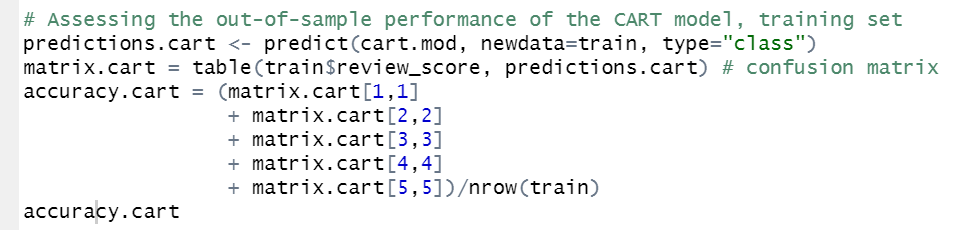 # Assessing the out-of-sample performance of the CART model, training set
predictions.cart <- predict(cart.mod, newdata=train, type="class")
matrix.cart = table(train$review_score, predictions.cart) # confusion matrix
accuracy.cart = (matrix.cart[1,1]
+ matrix.cart[2,2]
+ matrix.cart[3,3]
+ matrix.cart[4,4]
+ matrix.cart[5,5])/nrow(train)
accuracy.cart